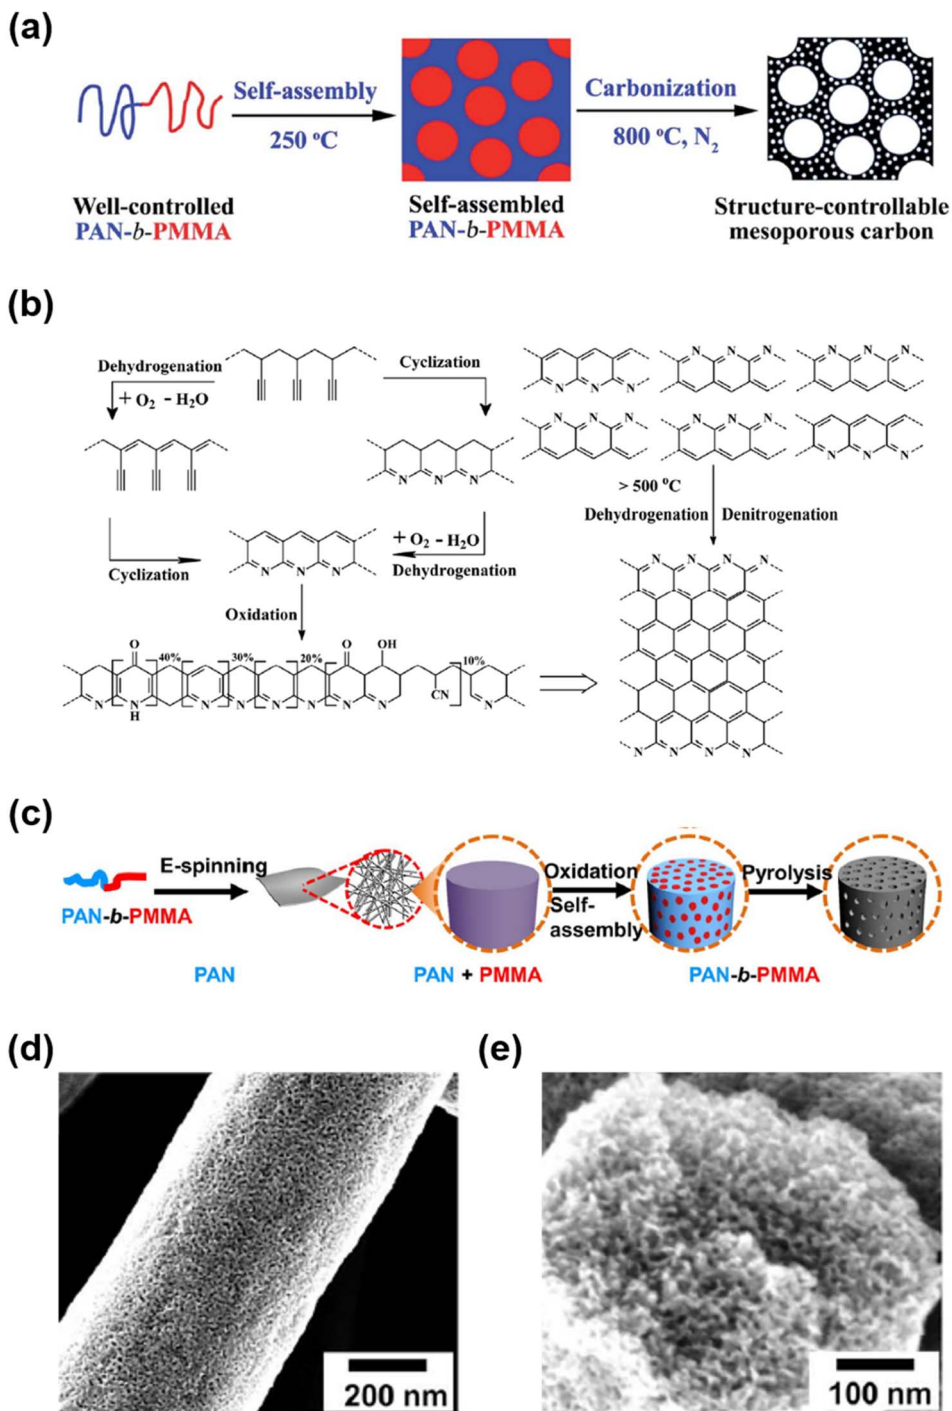 (a)
Self-assembly
250 °C
Carbonization
800 °C, N₂
Well-controlled
PAN-b-PMMA
Self-assembled
PAN-b-PMMA
Structure-controllable
mesoporous carbon
(b)
Dehydrogenation
+ O₂ - H₂O
Cyclization
N N N
N N N
N N N
N N N
N N N
N N N
N N N
> 500 °C
Dehydrogenation
Denitrogenation
Cyclization
N N N
+ O₂ - H₂O
Dehydrogenation
Oxidation
N N N N
O 40% 30% 20% O OH 10%
N N H N N N N N N CN N
N N N N
(c)
E-spinning
PAN-b-PMMA
Oxidation
Self-
assembly
Pyrolysis
PAN
PAN + PMMA
PAN-b-PMMA
(d)
200 nm
(e)
100 nm